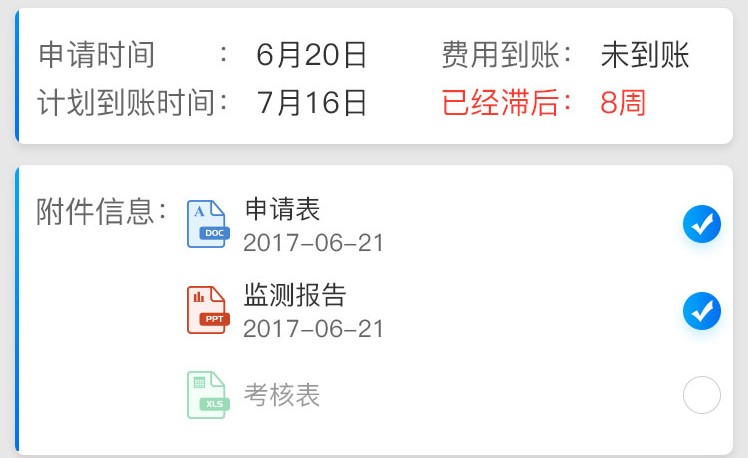 申请时间 : 6月20日 费用到账: 未到账
计划到账时间: 7月16日 已经滞后: 8周
附件信息: 申请表
A DOC 2017-06-21
监测报告
PPT 2017-06-21
XLS 考核表